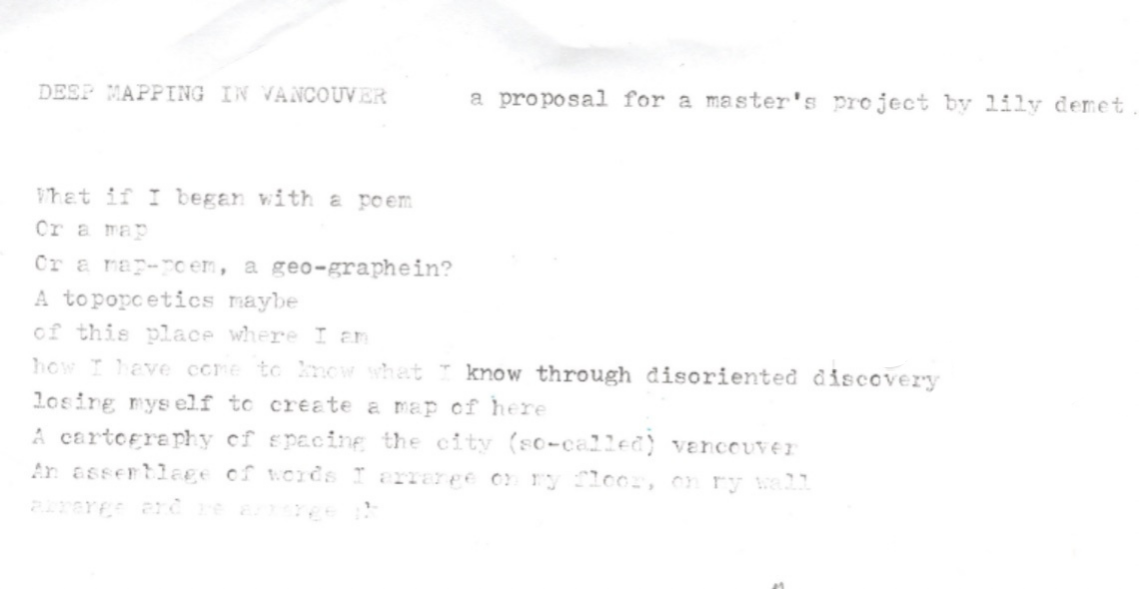 DEEP MAPPING IN VANCOUVER a proposal for a master's project by lily demet.
What if I began with a poem
Or a map
Or a map-poem, a geo-graphein?
A topopoetics maybe
of this place where I am
how I have come to know what I know through disoriented discovery
losing myself to create a map of here
A cartography of spacing the city (so-called) vancouver
An assemblage of words I arrange on my floor, on my wall
arrange and re arrange